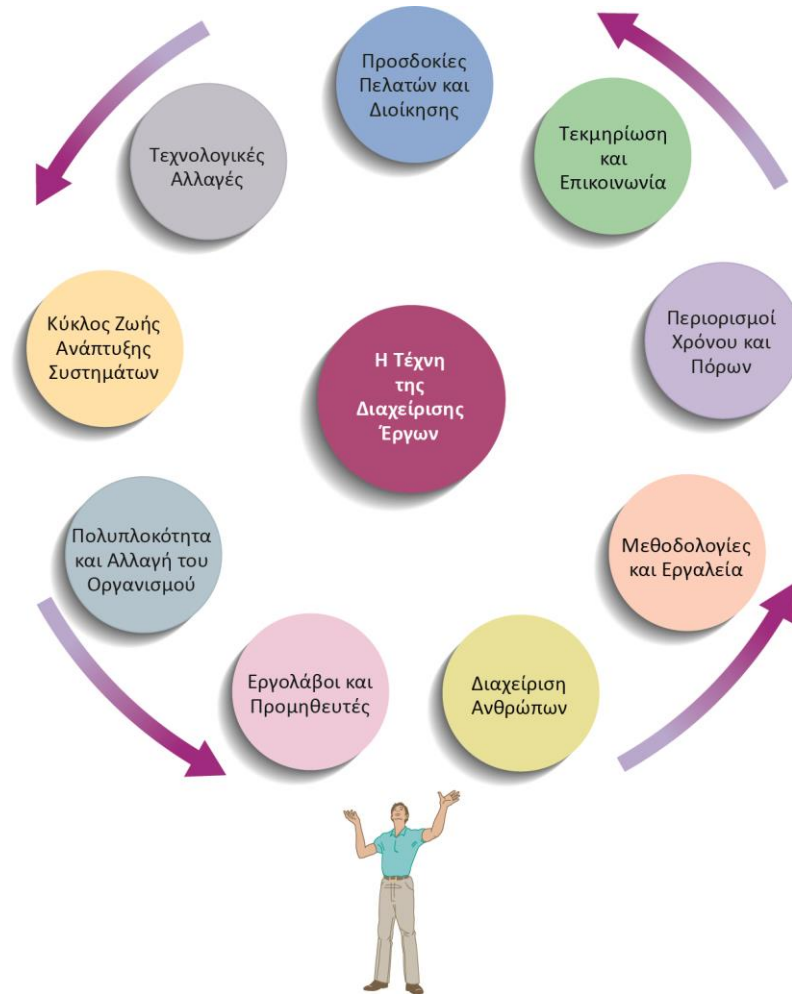 Προσδοκίες
Πελατών και
Διοίκησης
Τεκμηρίωση
και
Επικοινωνία
Τεχνολογικές
Αλλαγές
Κύκλος Ζωής
Ανάπτυξης
Συστημάτων
Περιορισμοί
Χρόνου και
Πόρων
Η Τέχνη
της
Διαχείρισης
Έργων
Πολυπλοκότητα
και Αλλαγή του
Οργανισμού
Μεθοδολογίες
και Εργαλεία
Εργολάβοι και
Προμηθευτές
Διαχείριση
Ανθρώπων